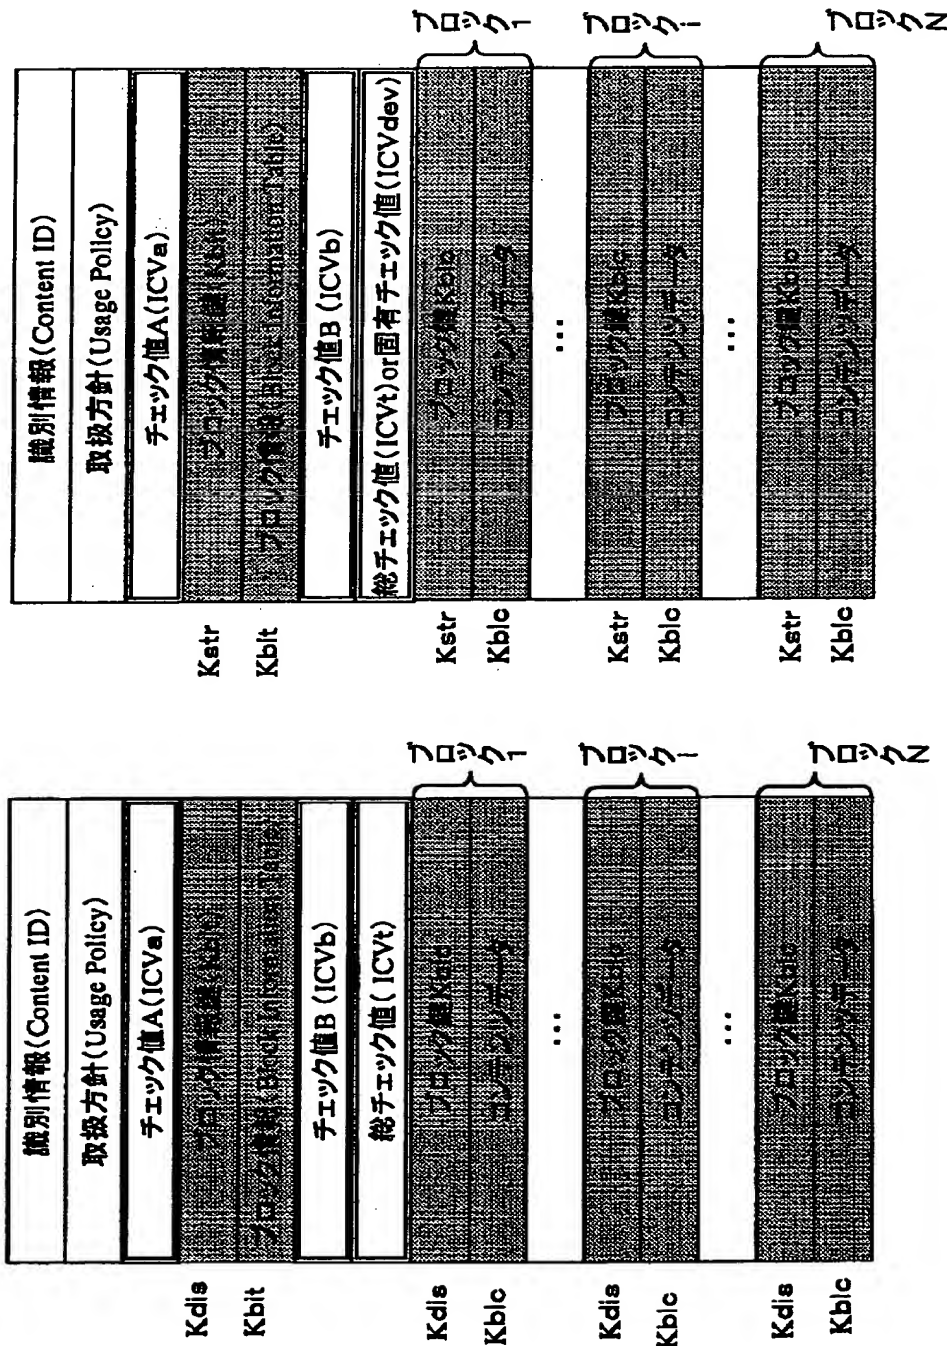 識別情報(Content ID)
取扱方針(Usage Policy)
チェック値A(ICVa)
Kdis ブロック情報鍵(Kbit)
Kbit ブロック情報(Block Information Table)
チェック値B(ICVb)
総チェック値(ICVt)
Kdis ブロック鍵Kblc
Kblc コンテンツデータ
ブロック1
...
Kdis ブロック鍵Kblc
Kblc コンテンツデータ
ブロックi
...
Kdis ブロック鍵Kblc
Kblc コンテンツデータ
ブロックN
識別情報(Content ID)
取扱方針(Usage Policy)
チェック値A(ICVa)
Kstr ブロック情報鍵(Kbit)
Kbit ブロック情報(Block Information Table)
チェック値B(ICVb)
総チェック値(ICVt)or固有チェック値(ICVdev)
Kstr ブロック鍵Kblc
Kblc コンテンツデータ
ブロック1
...
Kstr ブロック鍵Kblc
Kblc コンテンツデータ
ブロックi
...
Kstr ブロック鍵Kblc
Kblc コンテンツデータ
ブロックN